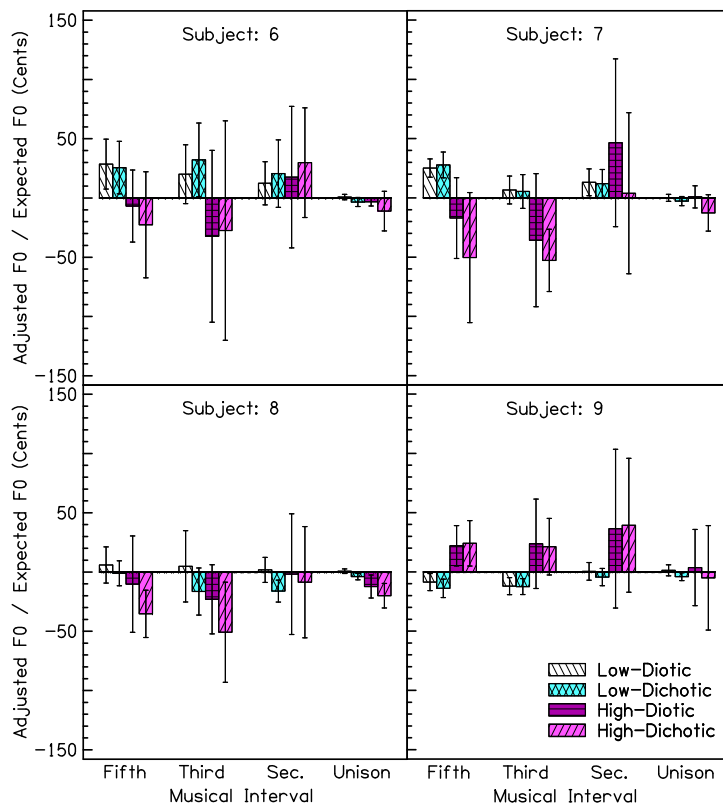 Subject: 6
Subject: 7
150
50
-50
-150
Adjusted F0 / Expected F0 (Cents)
Subject: 8
Subject: 9
150
50
-50
-150
Adjusted F0 / Expected F0 (Cents)
Low-Diotic
Low-Dichotic
High-Diotic
High-Dichotic
Fifth Third Sec. Unison
Fifth Third Sec. Unison
Musical Interval
Musical Interval